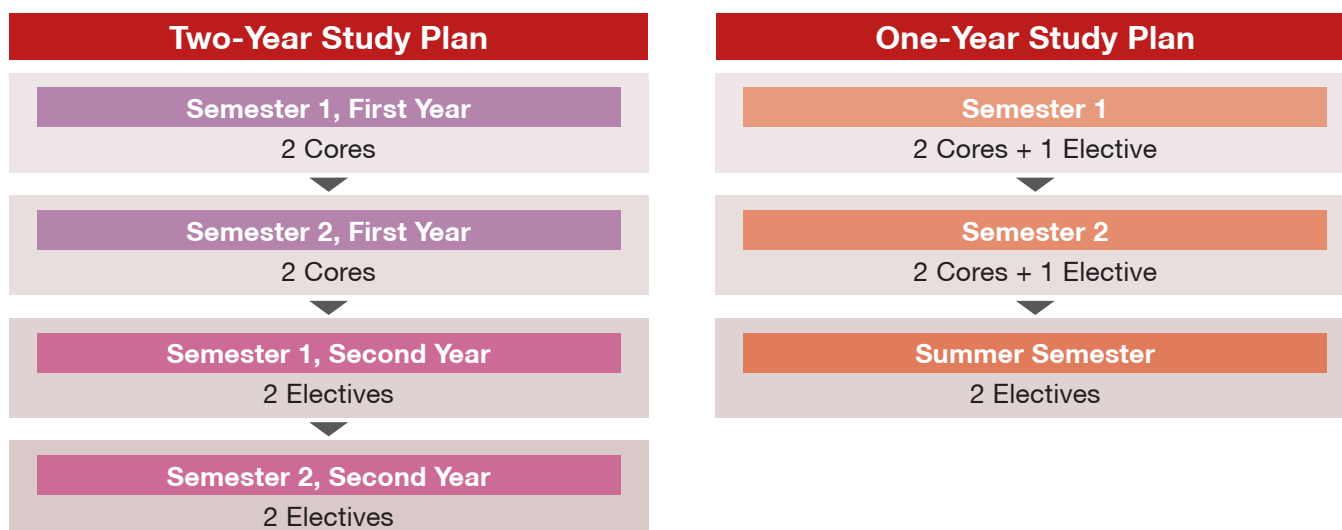 Two-Year Study Plan
Semester 1, First Year
2 Cores
Semester 2, First Year
2 Cores
Semester 1, Second Year
2 Electives
Semester 2, Second Year
2 Electives
One-Year Study Plan
Semester 1
2 Cores + 1 Elective
Semester 2
2 Cores + 1 Elective
Summer Semester
2 Electives